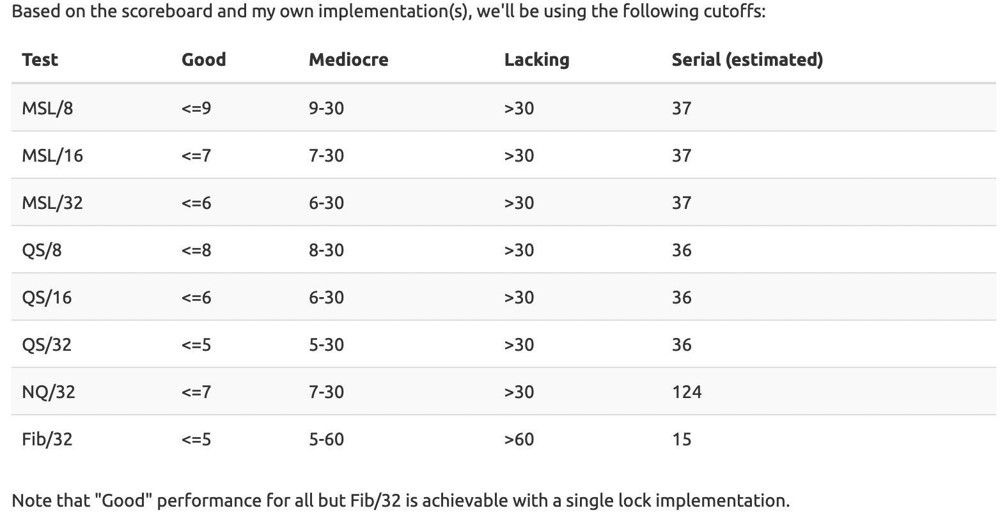 Based on the scoreboard and my own implementation(s), we'll be using the following cutoffs:
Test Good Mediocre Lacking Serial (estimated)
MSL/8 <=9 9-30 >30 37
MSL/16 <=7 7-30 >30 37
MSL/32 <=6 6-30 >30 37
QS/8 <=8 8-30 >30 36
QS/16 <=6 6-30 >30 36
QS/32 <=5 5-30 >30 36
NQ/32 <=7 7-30 >30 124
Fib/32 <=5 5-60 >60 15
Note that "Good" performance for all but Fib/32 is achievable with a single lock implementation.